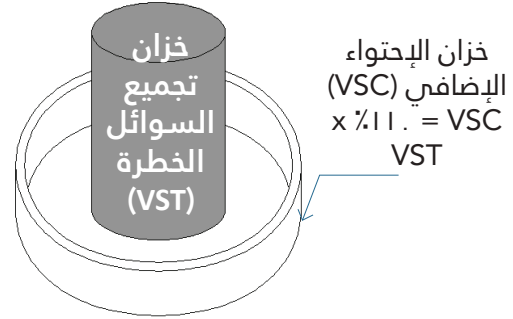 خزان
تجميع
السوائل
الخطرة
(VST)
خزان الإحتواء
الإضافي (VSC)
x %١١٠ = VSC
VST